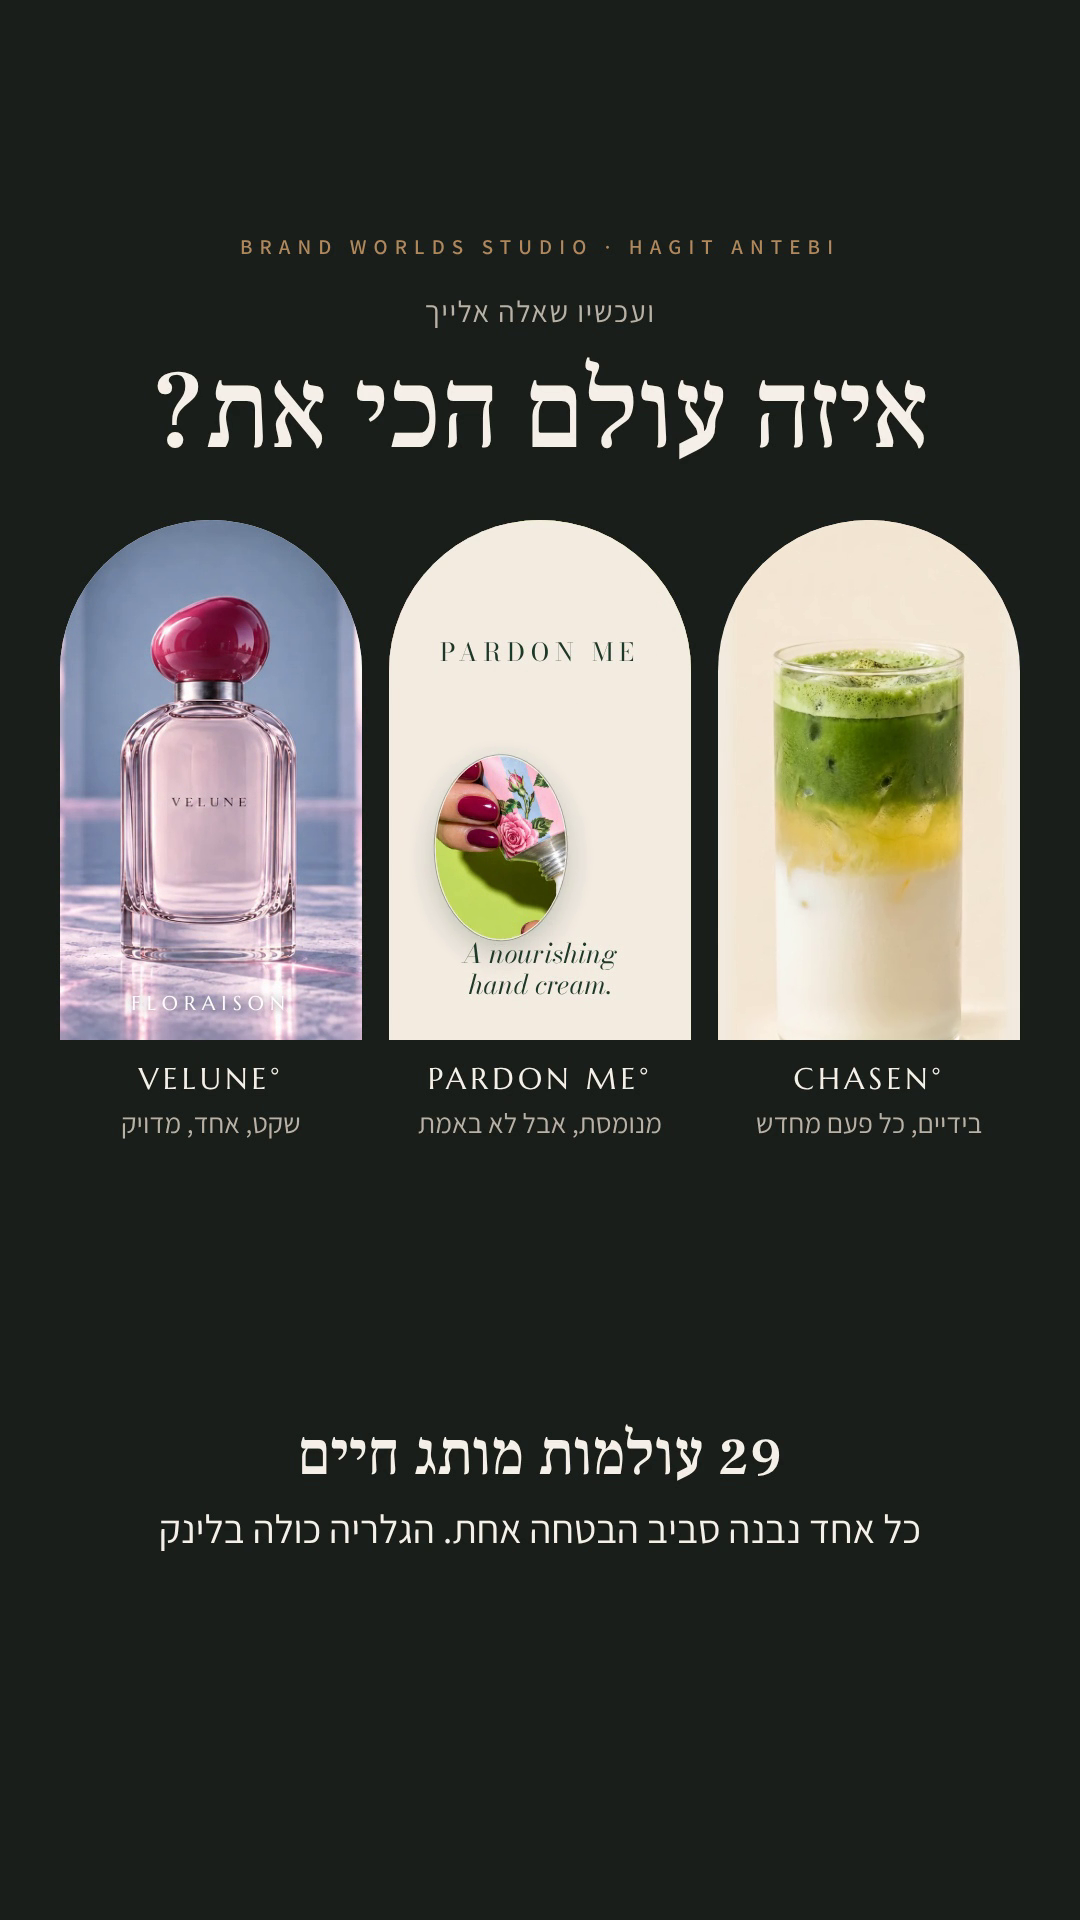 BRAND WORLDS STUDIO · HAGIT ANTEBI
ועכשיו שאלה אלייך
איזה עולם הכי את?
VELUNE
FLORAISON
VELUNE°
שקט, אחד, מדויק
PARDON ME
A nourishing
hand cream.
PARDON ME°
מנומסת, אבל לא באמת
CHASEN°
בידיים, כל פעם מחדש
29 עולמות מותג חיים
כל אחד נבנה סביב הבטחה אחת. הגלריה כולה בלינק